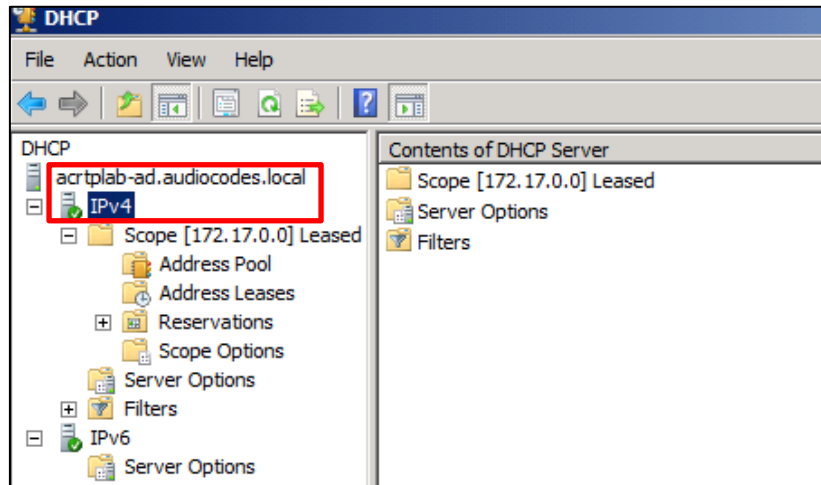 DHCP
File Action View Help
DHCP
acrtplab-ad.audiocodes.local
IPv4
Scope [172.17.0.0] Leased
Address Pool
Address Leases
Reservations
Scope Options
Server Options
Filters
IPv6
Server Options
Contents of DHCP Server
Scope [172.17.0.0] Leased
Server Options
Filters